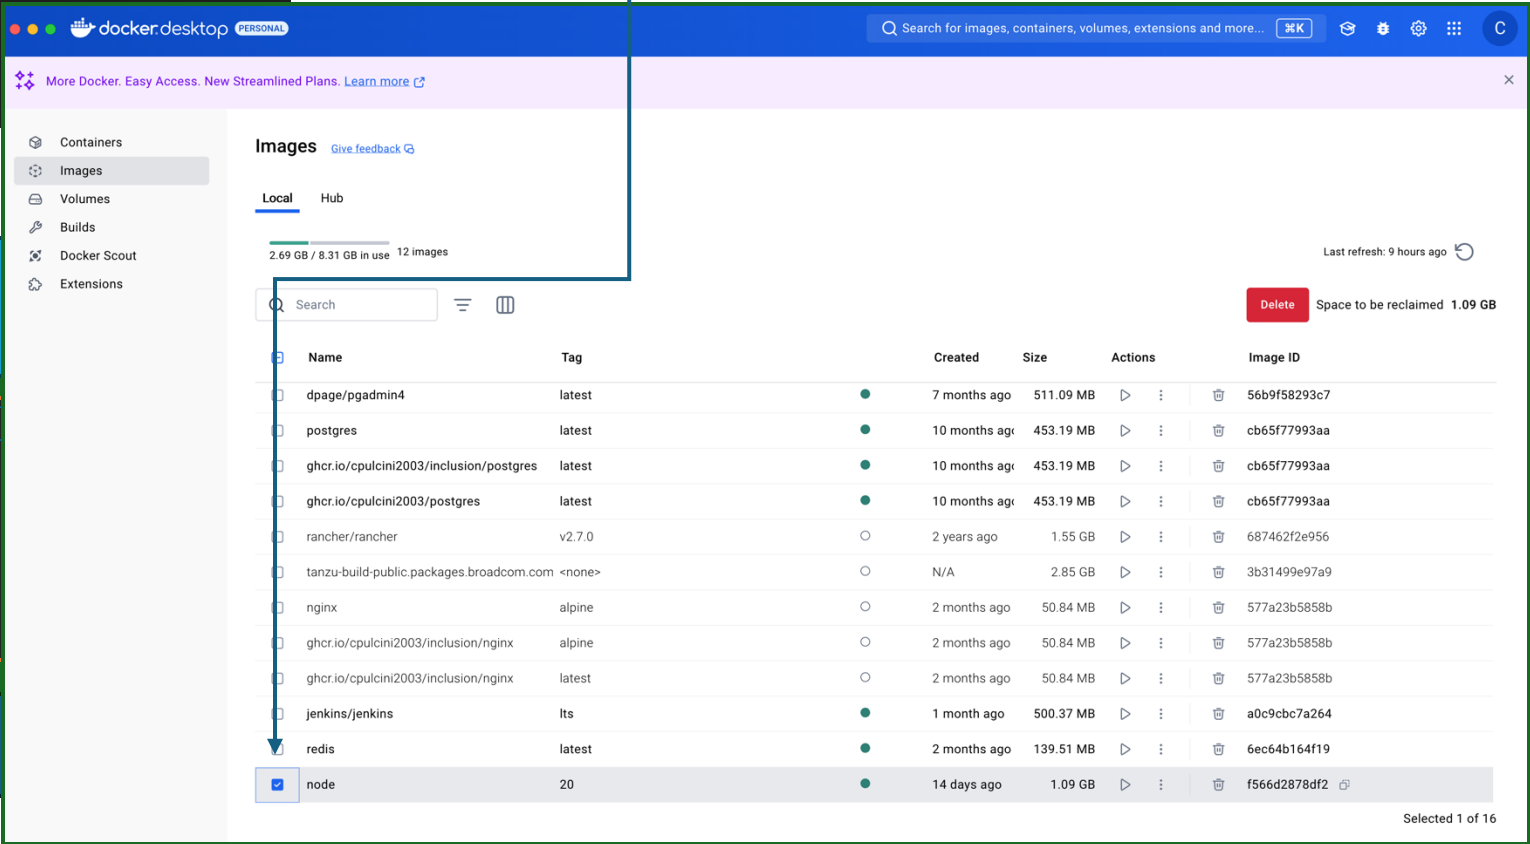 docker.desktop PERSONAL Search for images, containers, volumes, extensions and more... ⌘K C
More Docker. Easy Access. New Streamlined Plans. Learn more
Containers
Images
Volumes
Builds
Docker Scout
Extensions
Images Give feedback
Local Hub
2.69 GB / 8.31 GB in use 12 images Last refresh: 9 hours ago
Search Delete Space to be reclaimed 1.09 GB
Name Tag Created Size Actions Image ID
dpage/pgadmin4 latest 7 months ago 511.09 MB 56b9f58293c7
postgres latest 10 months ago 453.19 MB cb65f77993aa
ghcr.io/cpulcini2003/inclusion/postgres latest 10 months ago 453.19 MB cb65f77993aa
ghcr.io/cpulcini2003/postgres latest 10 months ago 453.19 MB cb65f77993aa
rancher/rancher v2.7.0 2 years ago 1.55 GB 687462f2e956
tanzu-build-public.packages.broadcom.com <none> N/A 2.85 GB 3b31499e97a9
nginx alpine 2 months ago 50.84 MB 577a23b5858b
ghcr.io/cpulcini2003/inclusion/nginx alpine 2 months ago 50.84 MB 577a23b5858b
ghcr.io/cpulcini2003/inclusion/nginx latest 2 months ago 50.84 MB 577a23b5858b
jenkins/jenkins lts 1 month ago 500.37 MB a0c9cbc7a264
redis latest 2 months ago 139.51 MB 6ec64b164f19
node 20 14 days ago 1.09 GB f566d2878df2
Selected 1 of 16